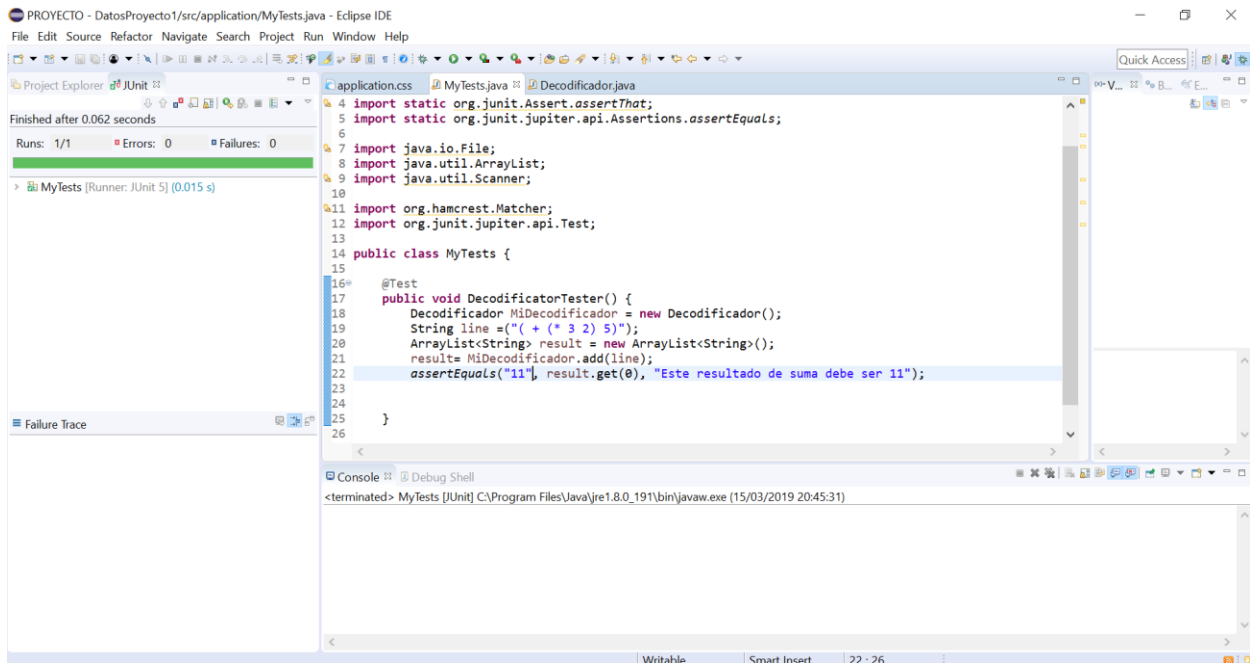 PROYECTO - DatosProyecto1/src/application/MyTests.java - Eclipse IDE
File Edit Source Refactor Navigate Search Project Run Window Help
Quick Access
Project Explorer JUnit
application.css MyTests.java Decodificador.java
V... B... E...
Finished after 0.062 seconds
Runs: 1/1 Errors: 0 Failures: 0
MyTests [Runner: JUnit 5] (0.015 s)
4 import static org.junit.Assert.assertThat;
5 import static org.junit.jupiter.api.Assertions.assertEquals;
6
7 import java.io.File;
8 import java.util.ArrayList;
9 import java.util.Scanner;
10
11 import org.hamcrest.Matcher;
12 import org.junit.jupiter.api.Test;
13
14 public class MyTests {
15
16 @Test
17 public void DecodificatorTester() {
18 Decodificador MiDecodificador = new Decodificador();
19 String line =("( + (* 3 2) 5)");
20 ArrayList<String> result = new ArrayList<String>();
21 result= MiDecodificador.add(line);
22 assertEquals("11", result.get(0), "Este resultado de suma debe ser 11");
23
24
25 }
26
Failure Trace
Console Debug Shell
<terminated> MyTests [JUnit] C:\Program Files\Java\jre1.8.0_191\bin\javaw.exe (15/03/2019 20:45:31)
Writable Smart Insert 22 : 26